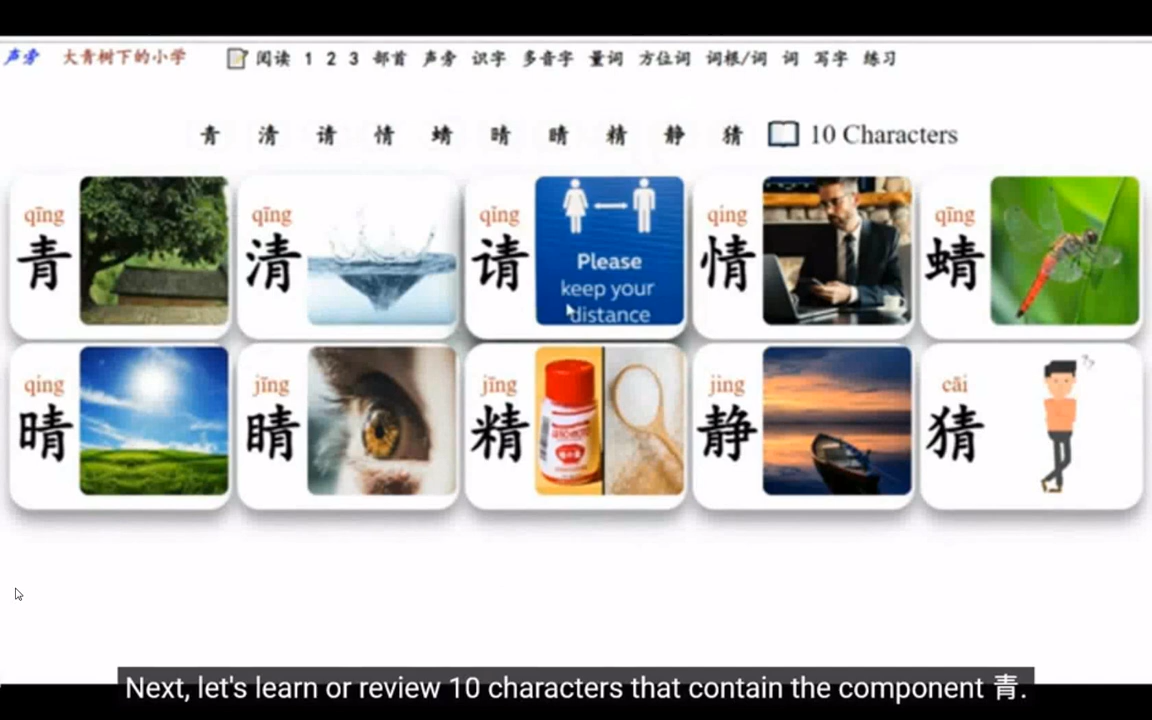 声旁 大青树下的小学 📝 阅读 1 2 3 部首 声旁 识字 多音字 量词 方位词 词根/词 词 写字 练习
青 清 请 情 蜻 晴 睛 精 静 猜 📖 10 Characters
qīng 青
qīng 清
qǐng 请
Please
keep your
distance
qíng 情
qīng 蜻
qíng 晴
jīng 睛
jīng 精
jìng 静
cāi 猜
Next, let's learn or review 10 characters that contain the component 青.